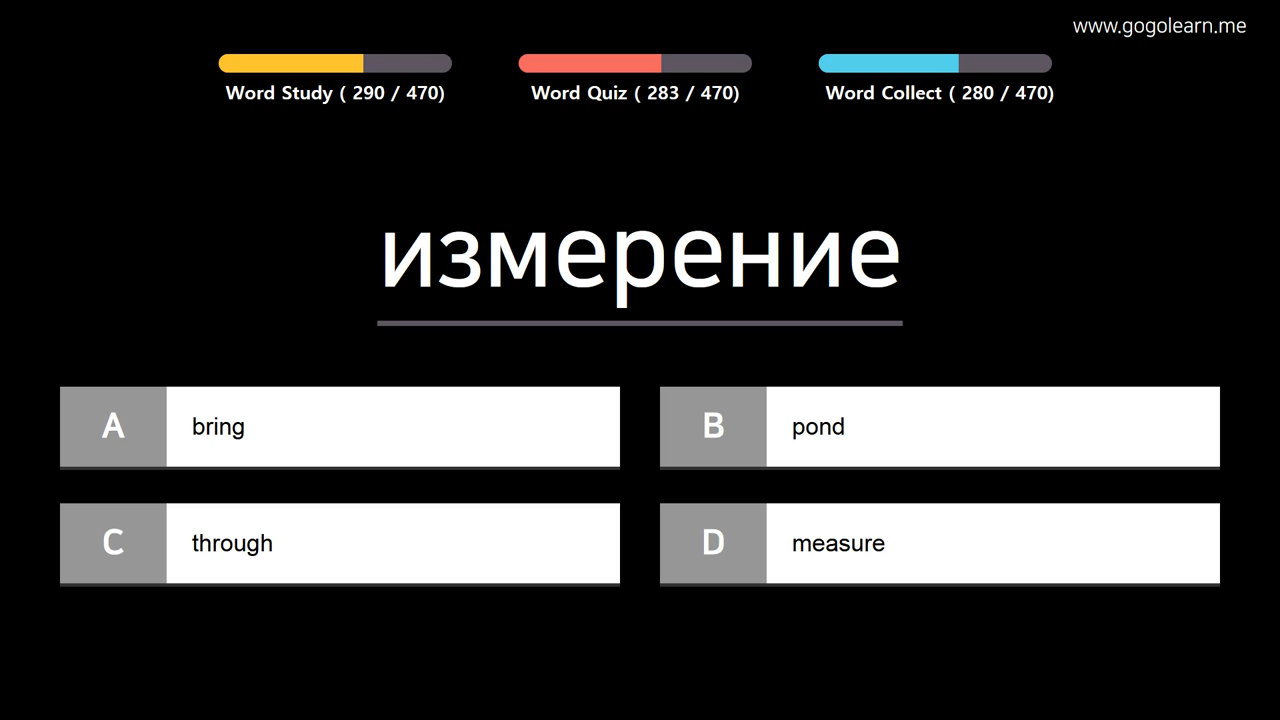 www.gogolearn.me
Word Study ( 290 / 470)
Word Quiz ( 283 / 470)
Word Collect ( 280 / 470)
измерение
A bring
B pond
C through
D measure